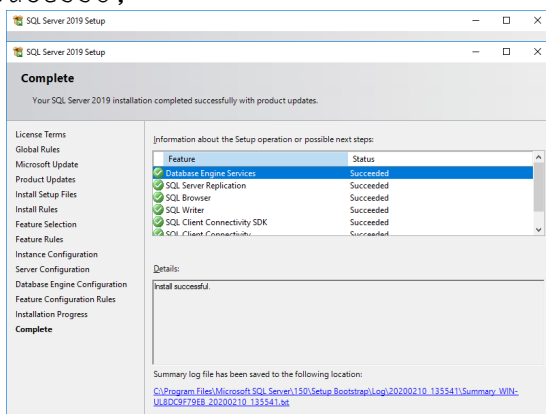 SQL Server 2019 Setup
SQL Server 2019 Setup
Complete
Your SQL Server 2019 installation completed successfully with product updates.
License Terms
Global Rules
Microsoft Update
Product Updates
Install Setup Files
Install Rules
Feature Selection
Feature Rules
Instance Configuration
Server Configuration
Database Engine Configuration
Feature Configuration Rules
Installation Progress
Complete
Information about the Setup operation or possible next steps:
Feature Status
Database Engine Services Succeeded
SQL Server Replication Succeeded
SQL Browser Succeeded
SQL Writer Succeeded
SQL Client Connectivity SDK Succeeded
SQL Client Connectivity Succeeded
Details:
Install successful.
Summary log file has been saved to the following location:
C:\Program Files\Microsoft SQL Server\150\Setup Bootstrap\Log\20200210_135541\Summary_WIN-
UL8DC9F79EB_20200210_135541.txt